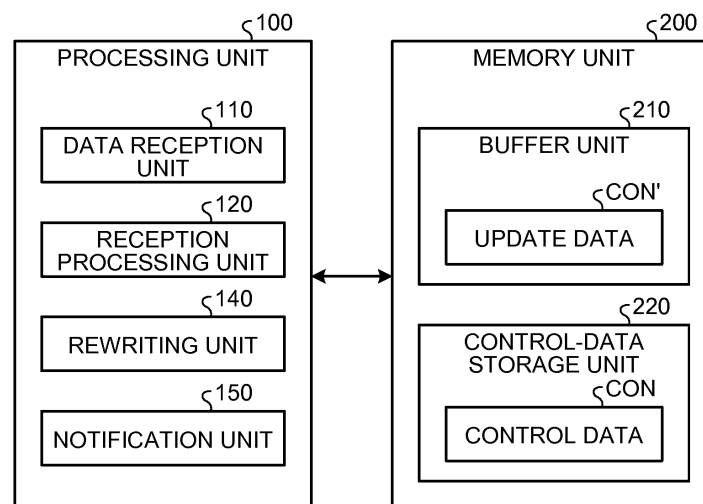 100
PROCESSING UNIT
110
DATA RECEPTION
UNIT
120
RECEPTION
PROCESSING UNIT
140
REWRITING UNIT
150
NOTIFICATION UNIT
200
MEMORY UNIT
210
BUFFER UNIT
CON'
UPDATE DATA
220
CONTROL-DATA
STORAGE UNIT
CON
CONTROL DATA